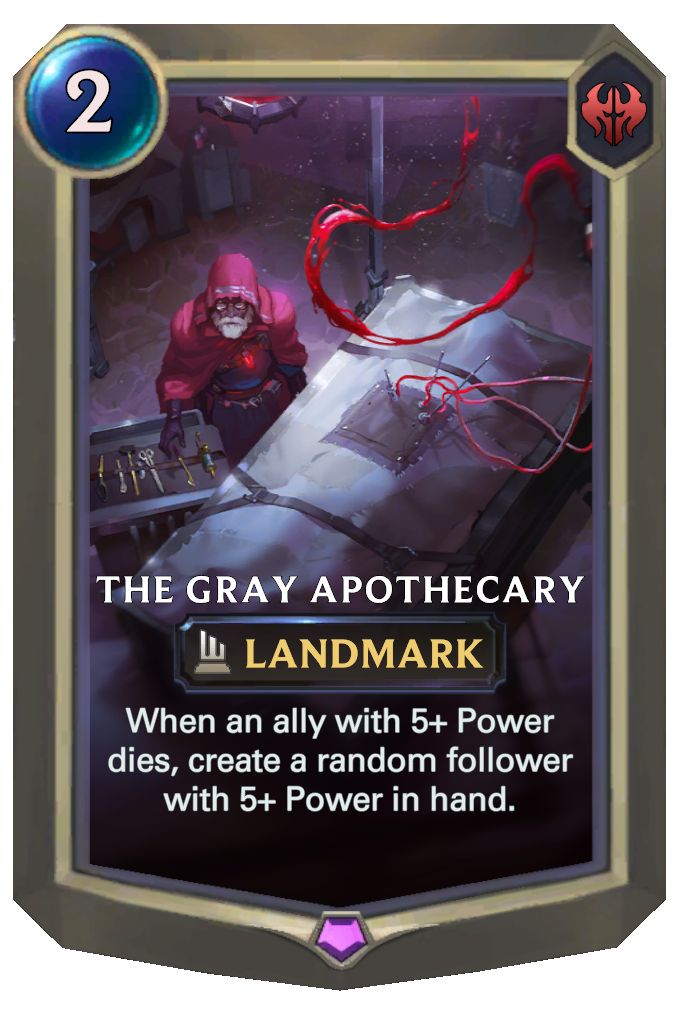 2
THE GRAY APOTHECARY
LANDMARK
When an ally with 5+ Power
dies, create a random follower
with 5+ Power in hand.